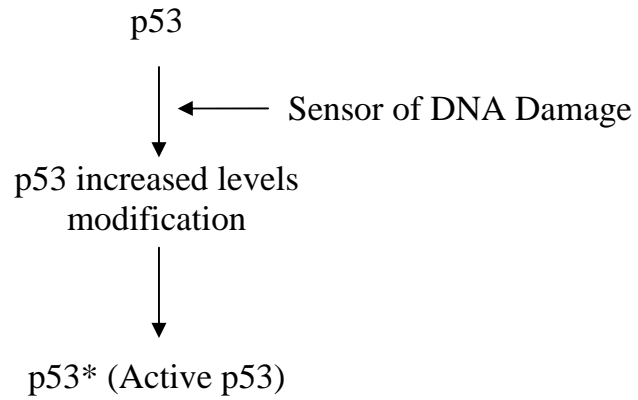 p53
Sensor of DNA Damage
p53 increased levels
modification
p53* (Active p53)